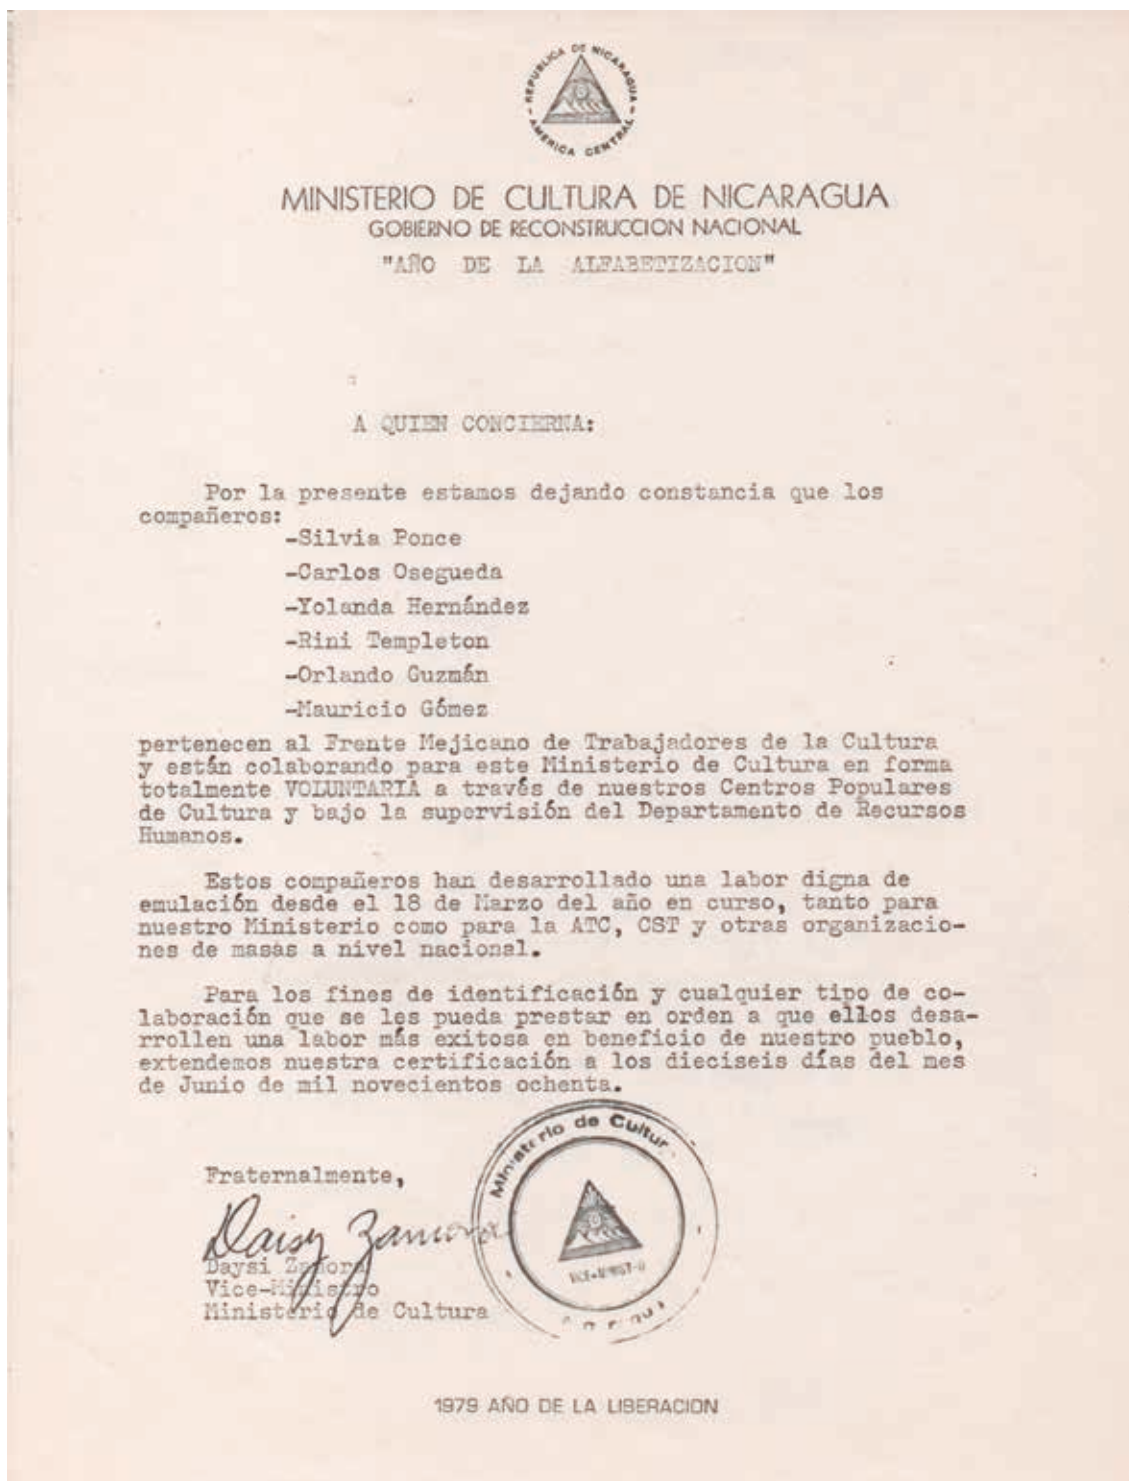 REPUBLICA DE NICARAGUA
AMERICA CENTRAL
MINISTERIO DE CULTURA DE NICARAGUA
GOBIERNO DE RECONSTRUCCION NACIONAL
"AÑO DE LA ALFABETIZACION"
A QUIEN CONCIERNA:
Por la presente estamos dejando constancia que los
compañeros:
-Silvia Ponce
-Carlos Osegueda
-Yolanda Hernández
-Rini Templeton
-Orlando Guzmán
-Mauricio Gómez
pertenecen al Frente Mejicano de Trabajadores de la Cultura
y están colaborando para este Ministerio de Cultura en forma
totalmente VOLUNTARIA a través de nuestros Centros Populares
de Cultura y bajo la supervisión del Departamento de Recursos
Humanos.
Estos compañeros han desarrollado una labor digna de
emulación desde el 18 de Marzo del año en curso, tanto para
nuestro Ministerio como para la ATC, CST y otras organizacio-
nes de masas a nivel nacional.
Para los fines de identificación y cualquier tipo de co-
laboración que se les pueda prestar en orden a que ellos desa-
rrollen una labor más exitosa en beneficio de nuestro pueblo,
extendemos nuestra certificación a los dieciseis días del mes
de Junio de mil novecientos ochenta.
Ministerio de Cultur
Fraternalmente,
Daisy Zamora
Daysi Zamora
Vice-Ministro
Ministerio de Cultura
1979 AÑO DE LA LIBERACION